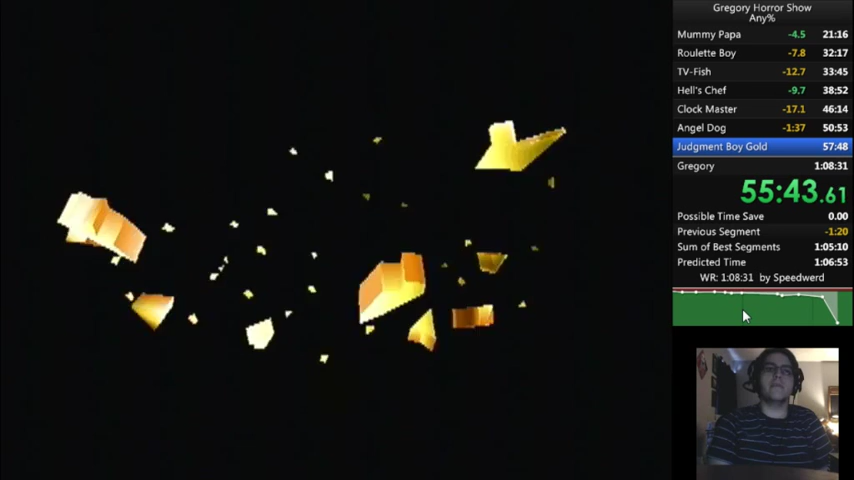 Gregory Horror Show
Any%
Mummy Papa -4.5 21:16
Roulette Boy -7.8 32:17
TV-Fish -12.7 33:45
Hell's Chef -9.7 38:52
Clock Master -17.1 46:14
Angel Dog -1:37 50:53
Judgment Boy Gold 57:48
Gregory 1:08:31
55:43.61
Possible Time Save 0.00
Previous Segment -1:20
Sum of Best Segments 1:05:10
Predicted Time 1:06:53
WR: 1:08:31 by Speedwerd